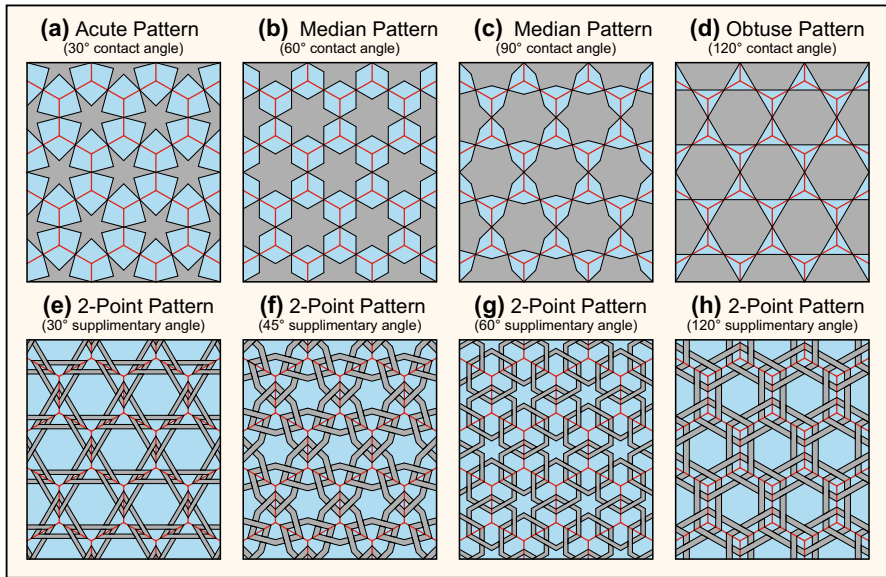 (a) Acute Pattern
(30° contact angle)
(b) Median Pattern
(60° contact angle)
(c) Median Pattern
(90° contact angle)
(d) Obtuse Pattern
(120° contact angle)
(e) 2-Point Pattern
(30° supplimentary angle)
(f) 2-Point Pattern
(45° supplimentary angle)
(g) 2-Point Pattern
(60° supplimentary angle)
(h) 2-Point Pattern
(120° supplimentary angle)